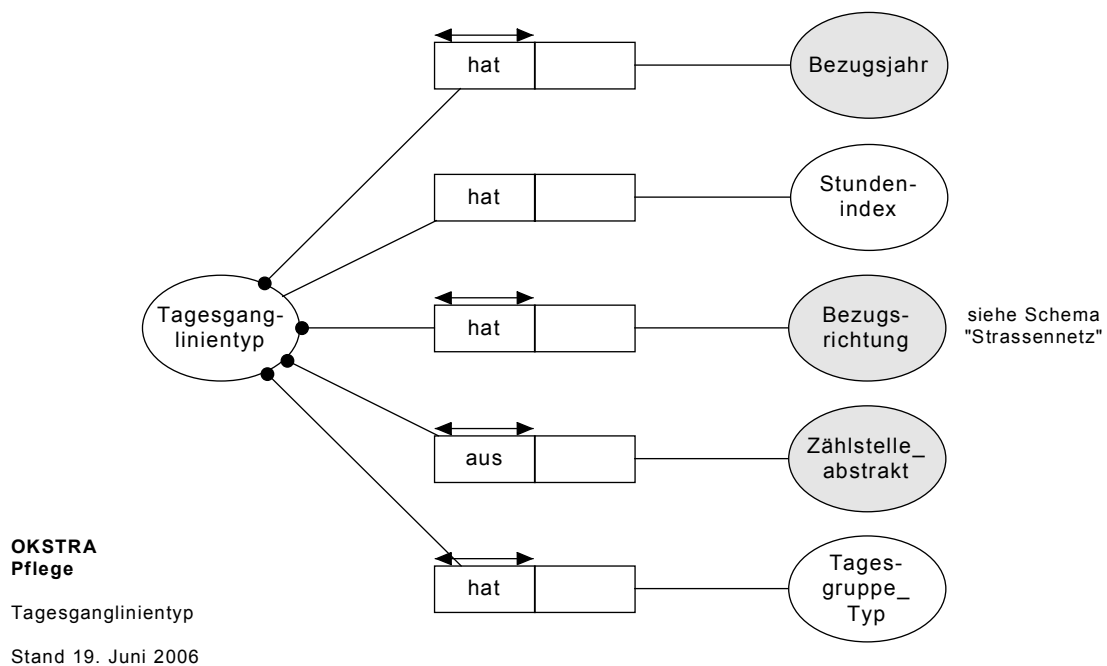 hat
Bezugsjahr
hat
Stunden-
index
Tagesgang-
linientyp
hat
Bezugs-
richtung
siehe Schema
"Strassennetz"
aus
Zählstelle_
abstrakt
hat
Tages-
gruppe_
Typ
OKSTRA
Pflege
Tagesganglinientyp
Stand 19. Juni 2006